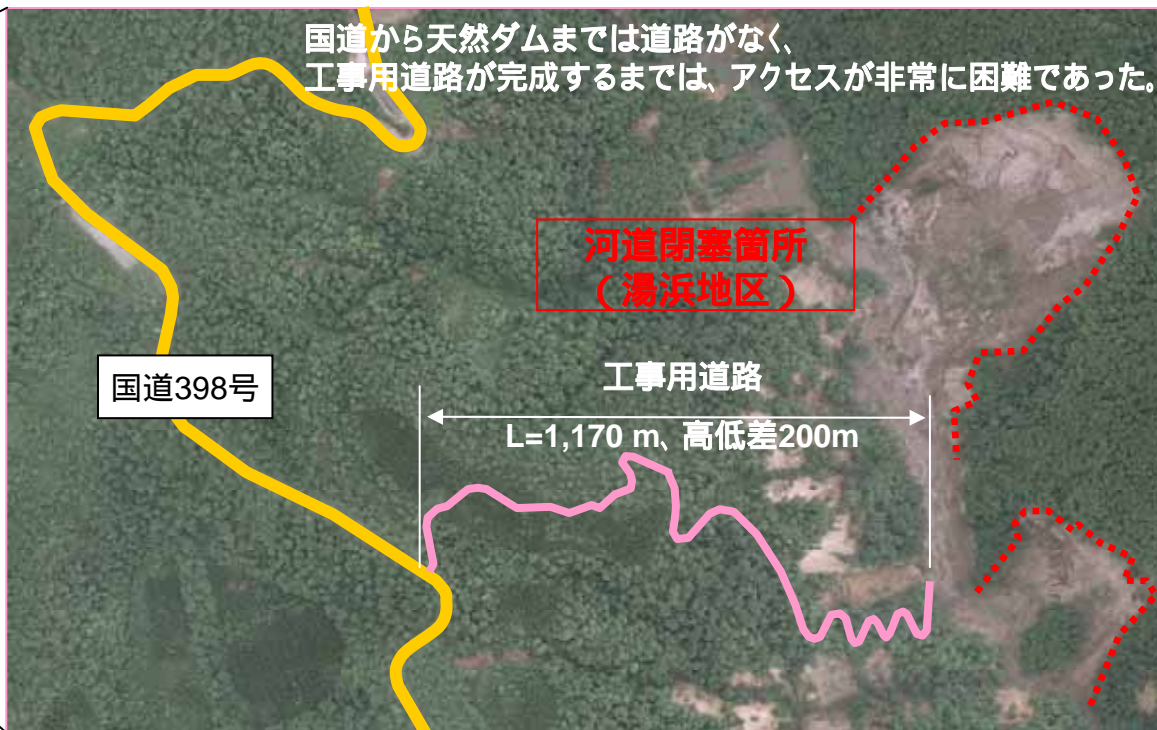 国道から天然ダムまでは道路がなく、
工事用道路が完成するまでは、アクセスが非常に困難であった。
河道閉塞箇所
（湯浜地区）
国道398号
工事用道路
L=1,170 m、高低差200m